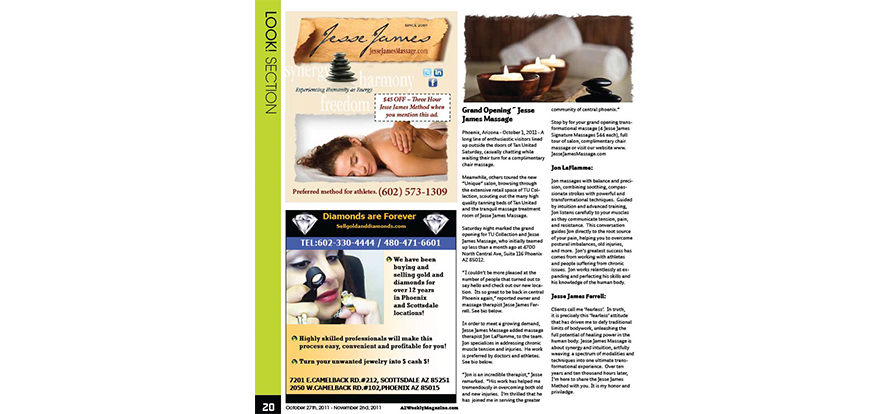 LOOK! SECTION
SINCE 2001
Jesse James
JesseJamesMassage.com
synergy
harmony
freedom
Experiencing Humanity as Energy
$45 OFF ~ Three Hour
Jesse James Method when
you mention this ad.
Preferred method for athletes. (602) 573-1309
Diamonds are Forever
Sellgoldanddiamonds.com
TEL:602-330-4444 / 480-471-6601
We have been
buying and
selling gold and
diamonds for
over 12 years
in Phoenix
and Scottsdale
locations!
Highly skilled professionals will make this
process easy, convenient and profitable for you!
Turn your unwanted jewelry into $ cash $!
7201 E.CAMELBACK RD.#212, SCOTTSDALE AZ 85251
2050 W.CAMELBACK RD.#102,PHOENIX AZ 85015
Grand Opening ~ Jesse
James Massage
Phoenix, Arizona - October 1, 2011 - A
long line of enthusiastic visitors lined
up outside the doors of Tan United
Saturday, casually chatting while
waiting their turn for a complimentary
chair massage.
Meanwhile, others toured the new
"Unique" salon, browsing through
the extensive retail space of TU Col-
lection, scouting out the many high
quality tanning beds of Tan United
and the tranquil massage treatment
room of Jesse James Massage.
Saturday night marked the grand
opening for TU Collection and Jesse
James Massage, who initially teamed
up less than a month ago at 4700
North Central Ave, Suite 116 Phoenix
AZ 85012.
"I couldn't be more pleased at the
number of people that turned out to
say hello and check out our new loca-
tion. Its so great to be back in central
Phoenix again," reported owner and
massage therapist Jesse James Fer-
rell. See bio below.
In order to meet a growing demand,
Jesse James Massage added massage
therapist Jon LaFlamme, to the team.
Jon specializes in addressing chronic
muscle tension and injuries. He work
is preferred by doctors and athletes.
See bio below.
"Jon is an incredible therapist," Jesse
remarked. "His work has helped me
tremendously in overcoming both old
and new injuries. I'm thrilled that he
has joined me in serving the greater
community of central phoenix."
Stop by for your grand opening trans-
formational massage (4 Jesse James
Signature Massages $44 each), full
tour of salon, complimentary chair
massage or visit our website www.
JesseJamesMassage.com
Jon LaFlamme:
Jon massages with balance and preci-
sion, combining soothing, compas-
sionate strokes with powerful and
transformational techniques. Guided
by intuition and advanced training,
Jon listens carefully to your muscles
as they communicate tension, pain,
and resistance. This conversation
guides Jon directly to the root source
of your pain, helping you to overcome
postural imbalances, old injuries,
and more. Jon's greatest success has
comes from working with athletes
and people suffering from chronic
issues. Jon works relentlessly at ex-
panding and perfecting his skills and
his knowledge of the human body.
Jesse James Farrell:
Clients call me 'fearless'. In truth,
it is precisely this 'fearless' attitude
that has driven me to defy traditional
limits of bodywork, unleashing the
full potential of healing power in the
human body. Jesse James Massage is
about synergy and intuition, artfully
weaving a spectrum of modalities and
techniques into one ultimate transf-
formational experience. Over ten
years and ten thousand hours later,
I'm here to share the Jesse James
Method with you. It is my honor and
priviladge.
20
October 27th, 2011 - November 2nd, 2011
AZWeeklyMagazine.com